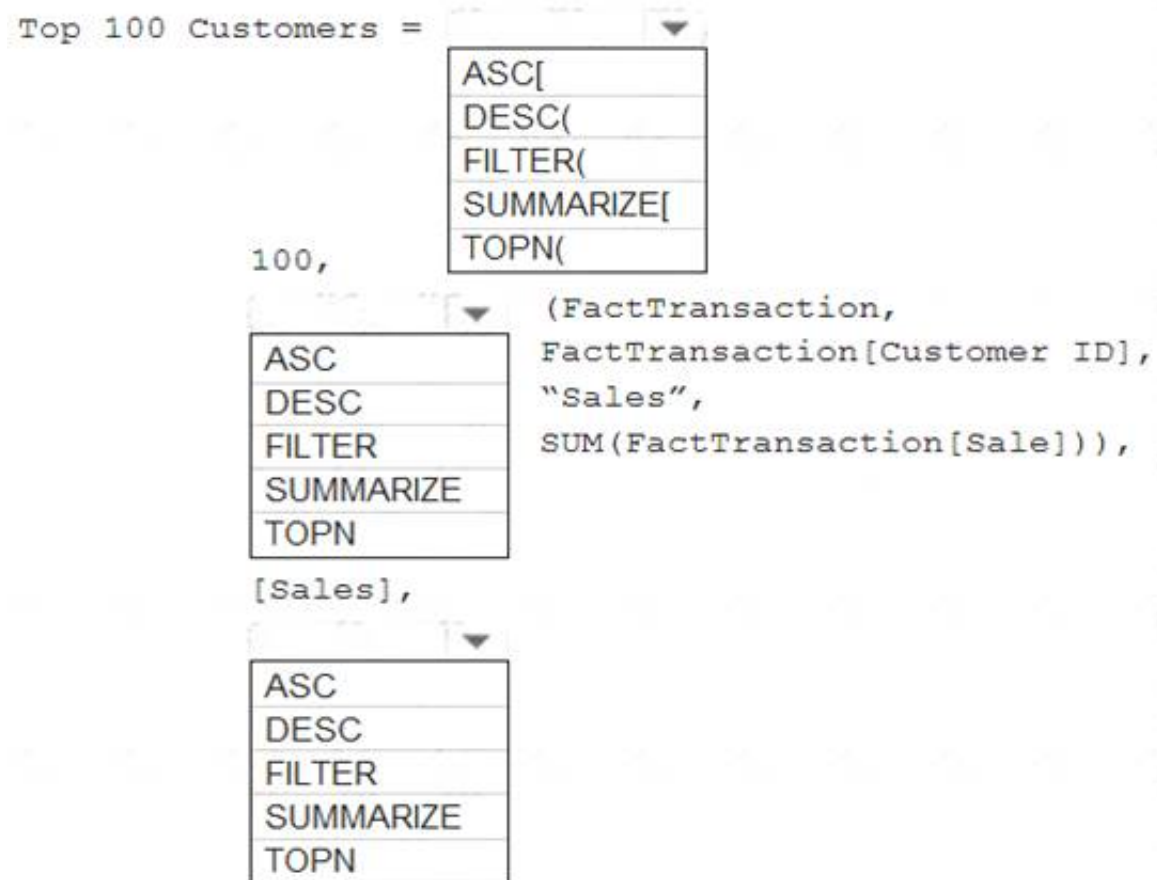 Top 100 Customers =
ASC[
DESC(
FILTER(
SUMMARIZE[
TOPN(
100,
(FactTransaction,
FactTransaction[Customer ID],
“Sales”,
SUM(FactTransaction[Sale])),
ASC
DESC
FILTER
SUMMARIZE
TOPN
[Sales],
ASC
DESC
FILTER
SUMMARIZE
TOPN